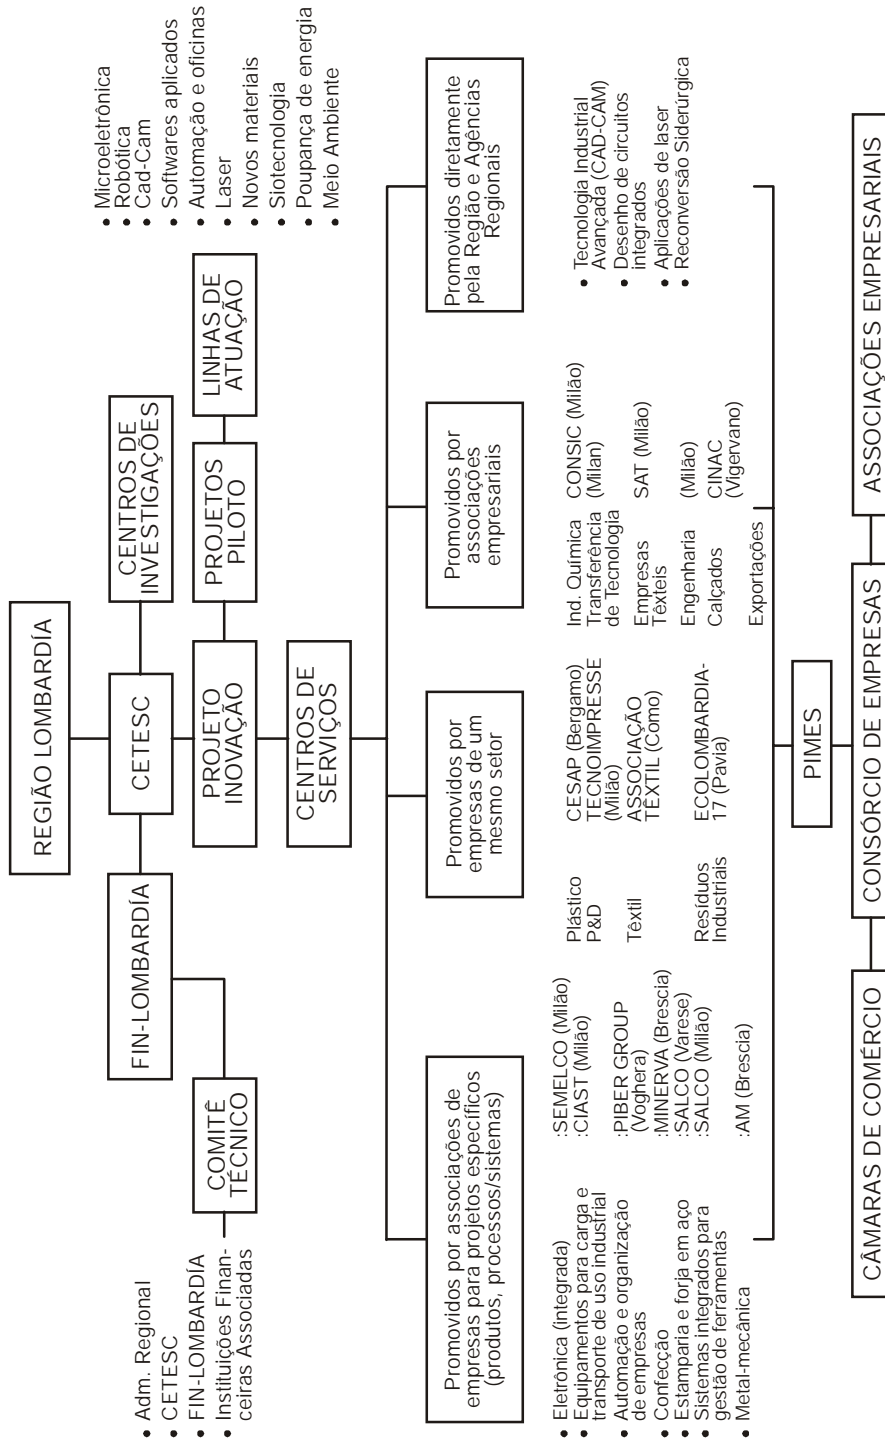 REGIÃO LOMBARDÍA
FIN-LOMBARDÍA
CETESC
CENTROS DE
INVESTIGAÇÕES
• Adm. Regional
• CETESC
• FIN-LOMBARDÍA
• Instituições Finan-
ceiras Associadas
COMITÊ
TÉCNICO
PROJETO
INOVAÇÃO
PROJETOS
PILOTO
LINHAS DE
ATUAÇÃO
• Microeletrônica
• Robótica
• Cad-Cam
• Softwares aplicados
• Automação e oficinas
• Laser
• Novos materiais
• Siotecnologia
• Poupança de energia
• Meio Ambiente
CENTROS DE
SERVIÇOS
Promovidos por associações de
empresas para projetos específicos
(produtos, processos/sistemas)
Promovidos por
empresas de um
mesmo setor
Promovidos por
associações
empresariais
Promovidos diretamente
pela Região e Agências
Regionais
• Eletrônica (integrada)
• Equipamentos para carga e
transporte de uso industrial
• Automação e organização
de empresas
• Confecção
• Estamparia e forja em aço
• Sistemas integrados para
gestão de ferramentas
• Metal-mecânica
:SEMELCO (Milão)
:CIAST (Milão)
:PIBER GROUP
(Voghera)
:MINERVA (Brescia)
:SALCO (Varese)
:SALCO (Milão)
:AM (Brescia)
Plástico
P&D
Têxtil
Resíduos
Industriais
CESAP (Bergamo)
TECNOIMPRESSE
(Milão)
ASSOCIAÇÃO
TÊXTIL (Como)
ECOLOMBARDIA-
17 (Pavia)
Ind. Química
Transferência
de Tecnologia
Empresas
Têxteis
Engenharia
Calçados
Exportações
CONSIC (Milão)
(Milan)
SAT (Milão)
(Milão)
CINAC
(Vigervano)
• Tecnologia Industrial
Avançada (CAD-CAM)
• Desenho de circuitos
integrados
• Aplicações de laser
• Reconversão Siderúrgica
PIMES
CÂMARAS DE COMÉRCIO
CONSÓRCIO DE EMPRESAS
ASSOCIAÇÕES EMPRESARIAIS